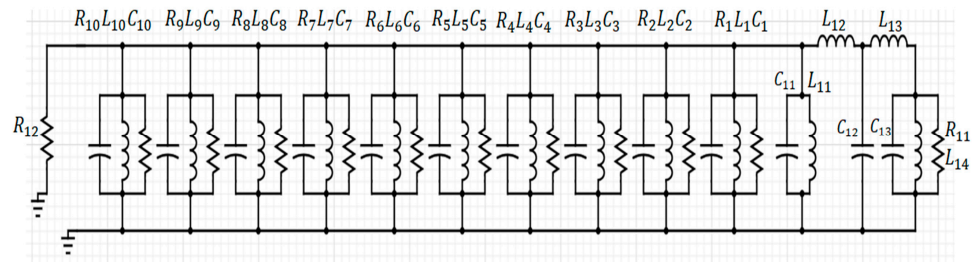 R₁₀L₁₀C₁₀ R₉L₉C₉ R₈L₈C₈ R₇L₇C₇ R₆L₆C₆ R₅L₅C₅ R₄L₄C₄ R₃L₃C₃ R₂L₂C₂ R₁L₁C₁ L₁₂ L₁₃
C₁₁ L₁₁
R₁₂ C₁₂ C₁₃ R₁₁
L₁₄